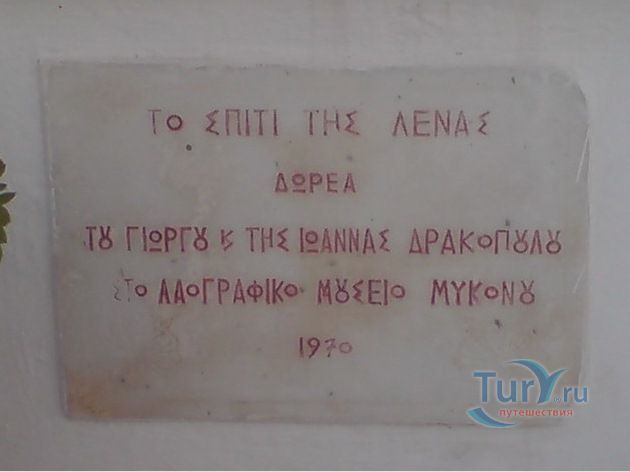 ΤΟ ΣΠΙΤΙ ΤΗΣ ΛΕΝΑΣ
ΔΩΡΕΑ
ΤȢ ΓΙΩΡΓȢ ϗ ΤΗΣ ΙΩΑΝΝΑΣ ΔΡΑΚΟΠȢΛȢ
ΣΤΟ ΛΑΟΓΡΑΦΙΚΟ ΜȢΣΕΙΟ ΜΥΚΟΝȢ
1970
TurY.ru
путешествия